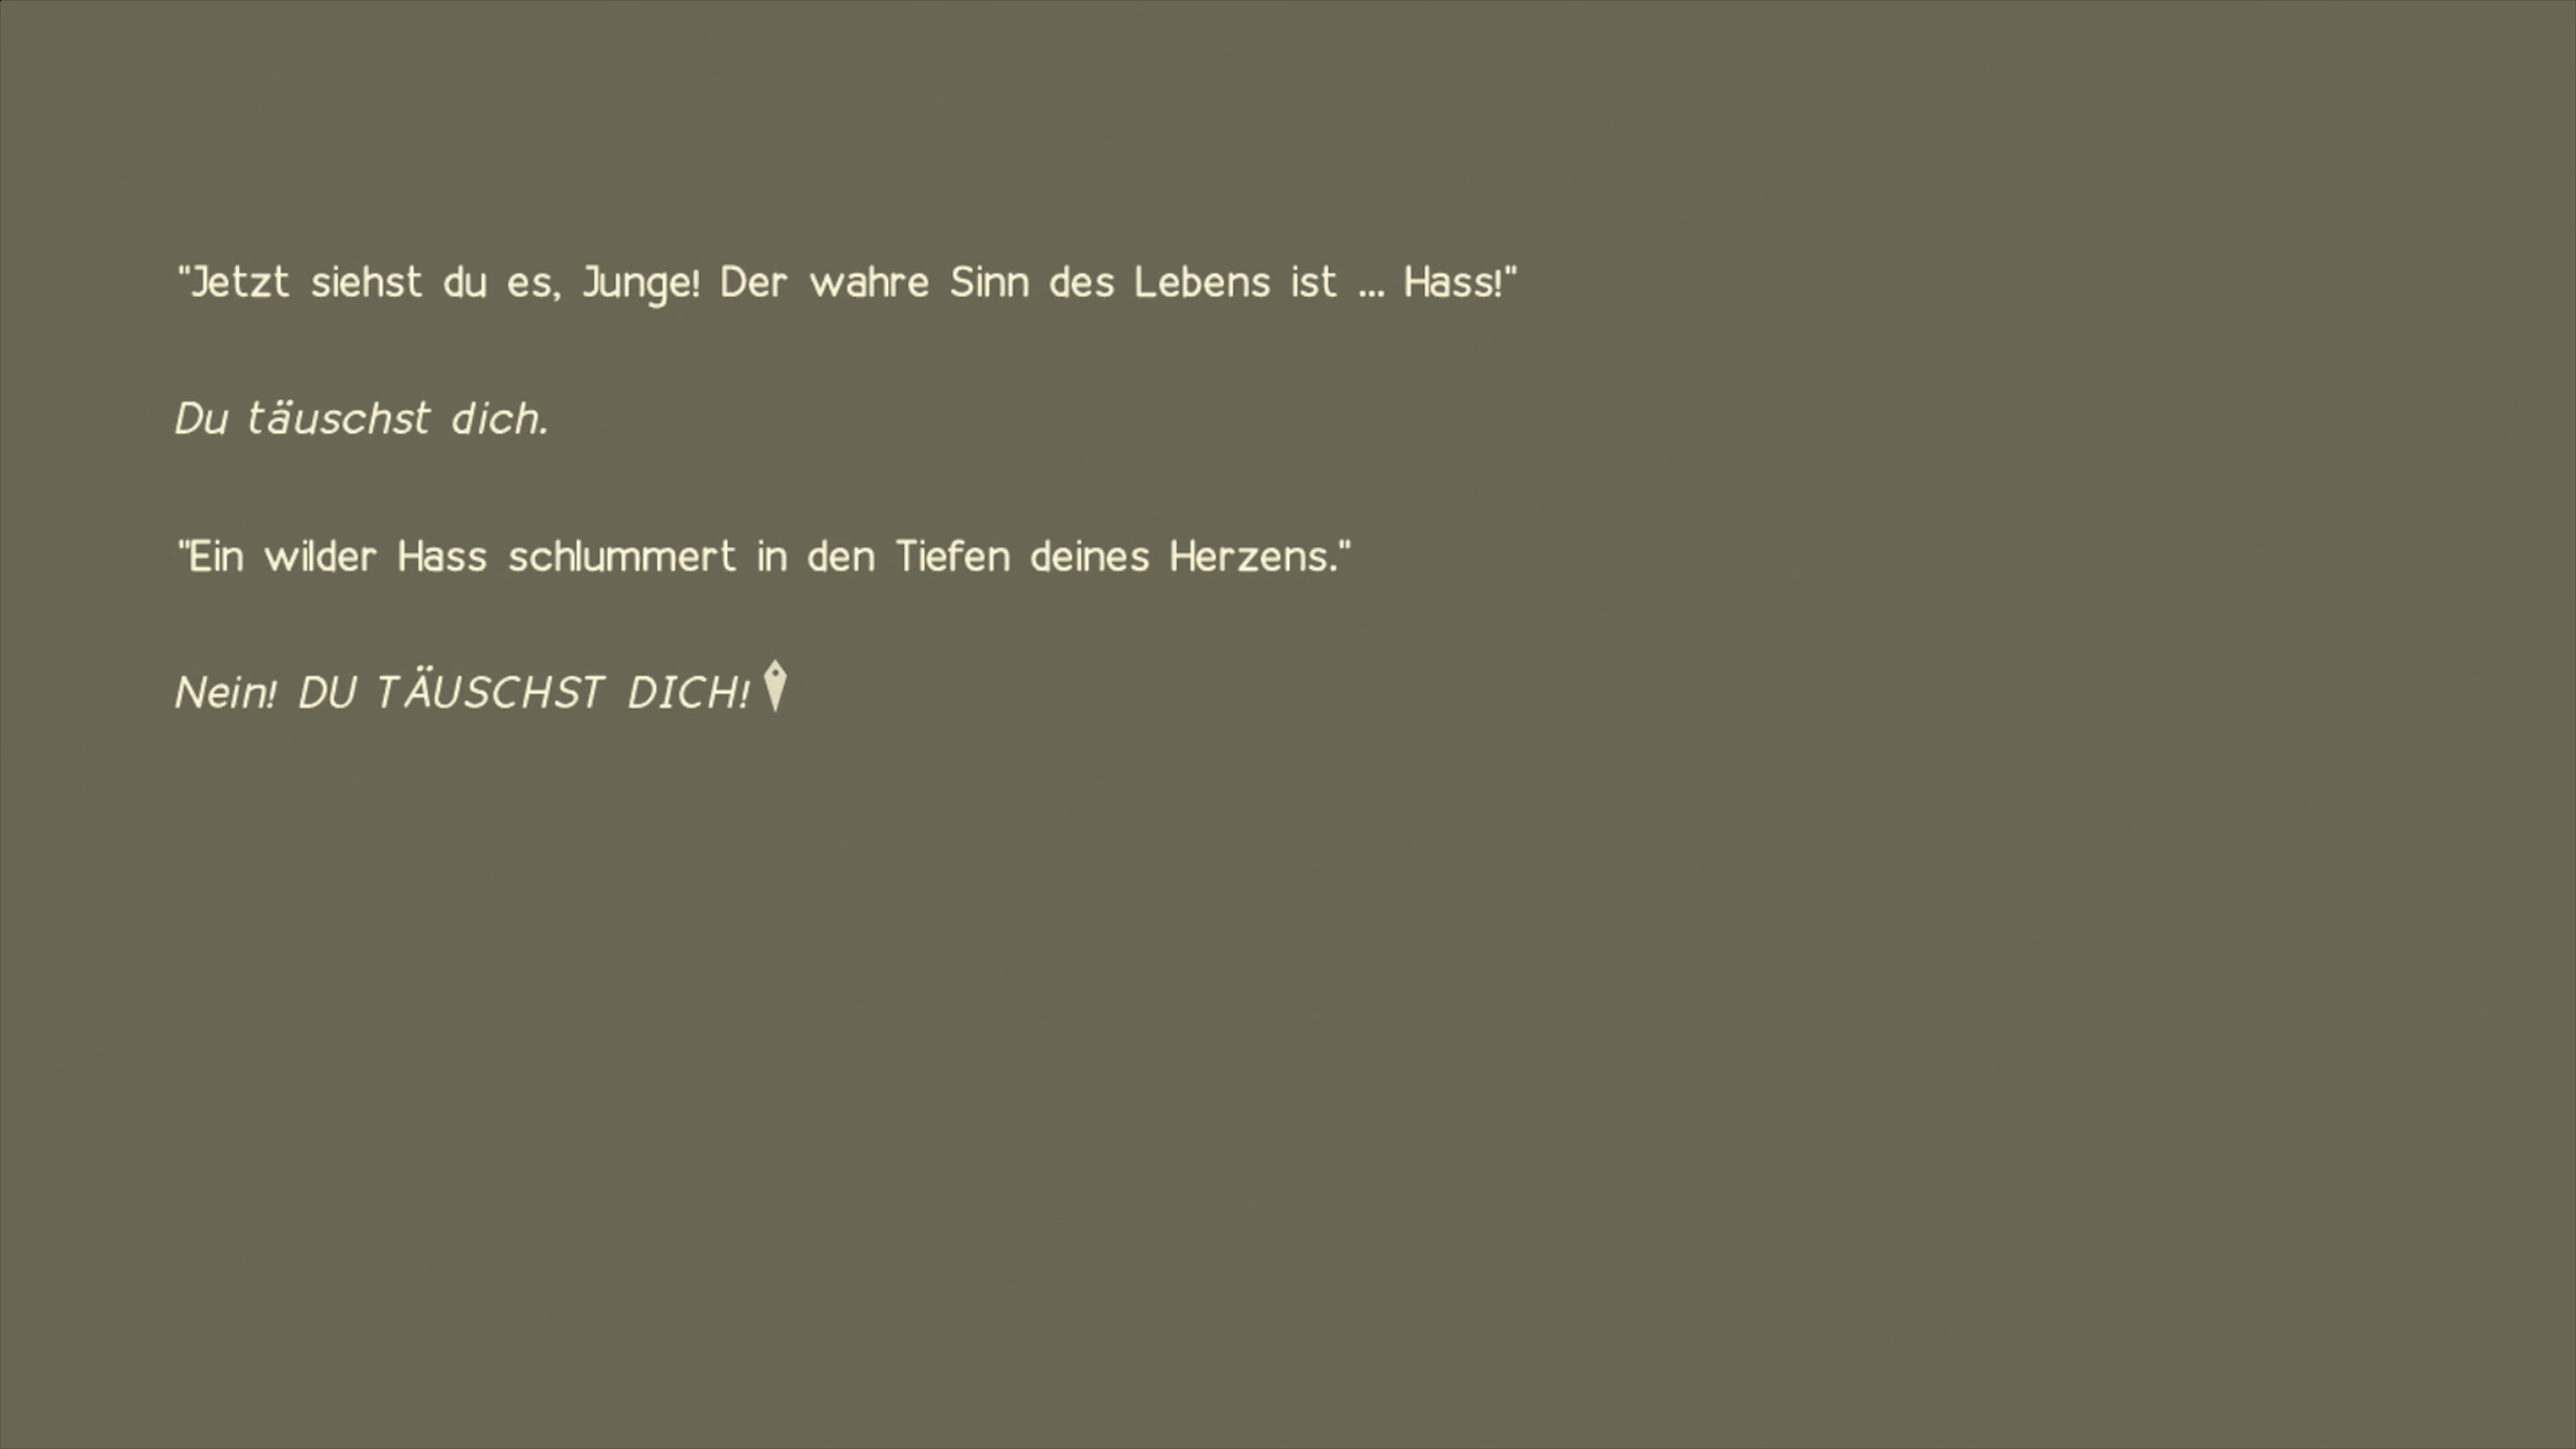 "Jetzt siehst du es, Junge! Der wahre Sinn des Lebens ist ... Hass!"
Du täuschst dich.
"Ein wilder Hass schlummert in den Tiefen deines Herzens."
Nein! DU TÄUSCHST DICH!